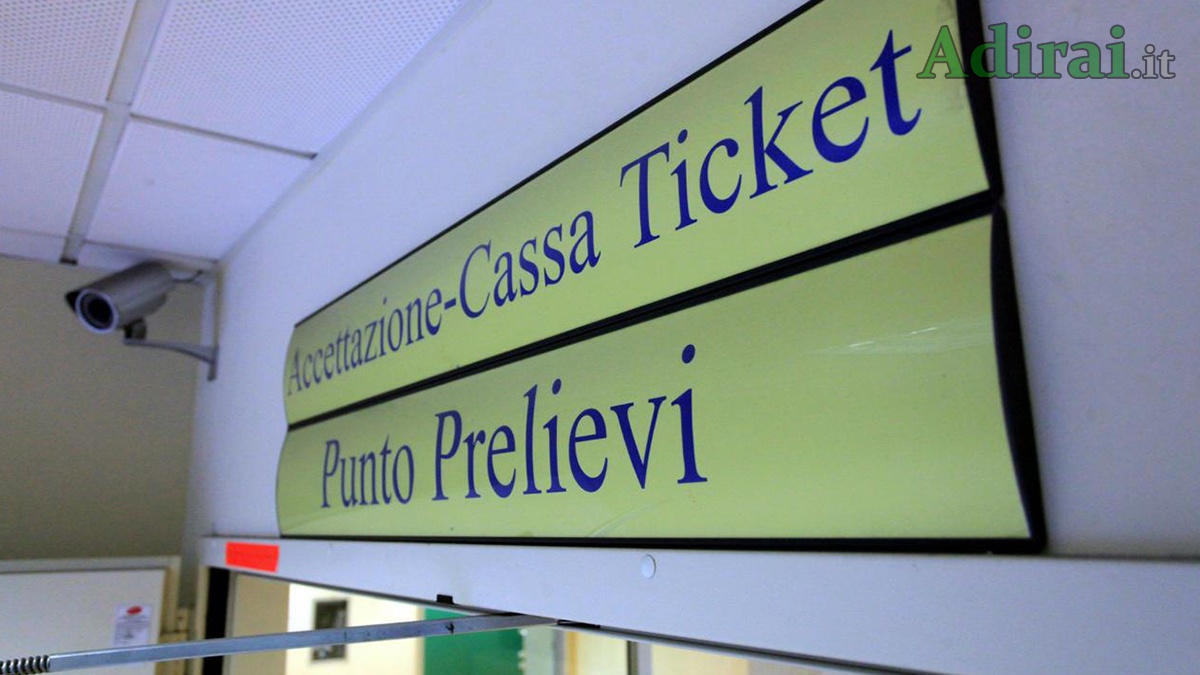 Adirai.it
Accettazione-Cassa Ticket
Punto Prelievi